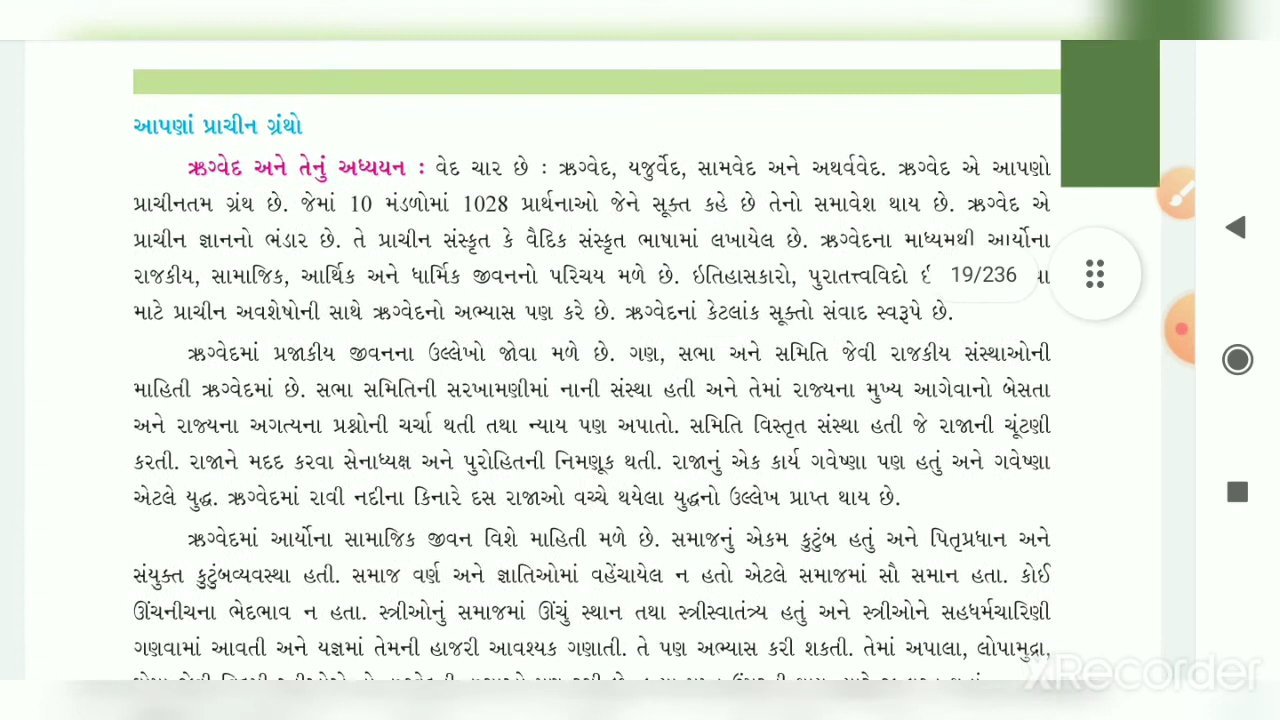 આપણાં પ્રાચીન ગ્રંથો
ઋગ્વેદ અને તેનું અધ્યયન : વેદ ચાર છે : ઋગ્વેદ, યજુર્વેદ, સામવેદ અને અથર્વવેદ. ઋગ્વેદ એ આપણો
પ્રાચીનતમ ગ્રંથ છે. જેમાં 10 મંડળોમાં 1028 પ્રાર્થનાઓ જેને સૂક્ત કહે છે તેનો સમાવેશ થાય છે. ઋગ્વેદ એ
પ્રાચીન જ્ઞાનનો ભંડાર છે. તે પ્રાચીન સંસ્કૃત કે વૈદિક સંસ્કૃત ભાષામાં લખાયેલ છે. ઋગ્વેદના માધ્યમથી આર્યોના
રાજકીય, સામાજિક, આર્થિક અને ધાર્મિક જીવનનો પરિચય મળે છે. ઇતિહાસકારો, પુરાતત્ત્વવિદો 19/236
માટે પ્રાચીન અવશેષોની સાથે ઋગ્વેદનો અભ્યાસ પણ કરે છે. ઋગ્વેદનાં કેટલાંક સૂક્તો સંવાદ સ્વરૂપે છે.
ઋગ્વેદમાં પ્રજાકીય જીવનના ઉલ્લેખો જોવા મળે છે. ગણ, સભા અને સમિતિ જેવી રાજકીય સંસ્થાઓની
માહિતી ઋગ્વેદમાં છે. સભા સમિતિની સરખામણીમાં નાની સંસ્થા હતી અને તેમાં રાજ્યના મુખ્ય આગેવાનો બેસતા
અને રાજ્યના અગત્યના પ્રશ્નોની ચર્ચા થતી તથા ન્યાય પણ અપાતો. સમિતિ વિસ્તૃત સંસ્થા હતી જે રાજાની ચૂંટણી
કરતી. રાજાને મદદ કરવા સેનાધ્યક્ષ અને પુરોહિતની નિમણૂક થતી. રાજાનું એક કાર્ય ગવેષ્ણા પણ હતું અને ગવેષ્ણા
એટલે યુદ્ધ. ઋગ્વેદમાં રાવી નદીના કિનારે દસ રાજાઓ વચ્ચે થયેલા યુદ્ધનો ઉલ્લેખ પ્રાપ્ત થાય છે.
ઋગ્વેદમાં આર્યોના સામાજિક જીવન વિશે માહિતી મળે છે. સમાજનું એકમ કુટુંબ હતું અને પિતૃપ્રધાન અને
સંયુક્ત કુટુંબવ્યવસ્થા હતી. સમાજ વર્ણ અને જ્ઞાતિઓમાં વહેંચાયેલ ન હતો એટલે સમાજમાં સૌ સમાન હતા. કોઈ
ઊંચનીચના ભેદભાવ ન હતા. સ્ત્રીઓનું સમાજમાં ઊંચું સ્થાન તથા સ્ત્રીસ્વાતંત્ર્ય હતું અને સ્ત્રીઓને સહધર્મચારિણી
ગણવામાં આવતી અને યજ્ઞમાં તેમની હાજરી આવશ્યક ગણાતી. તે પણ અભ્યાસ કરી શકતી. તેમાં અપાલા, લોપામુદ્રા,
XRecorder